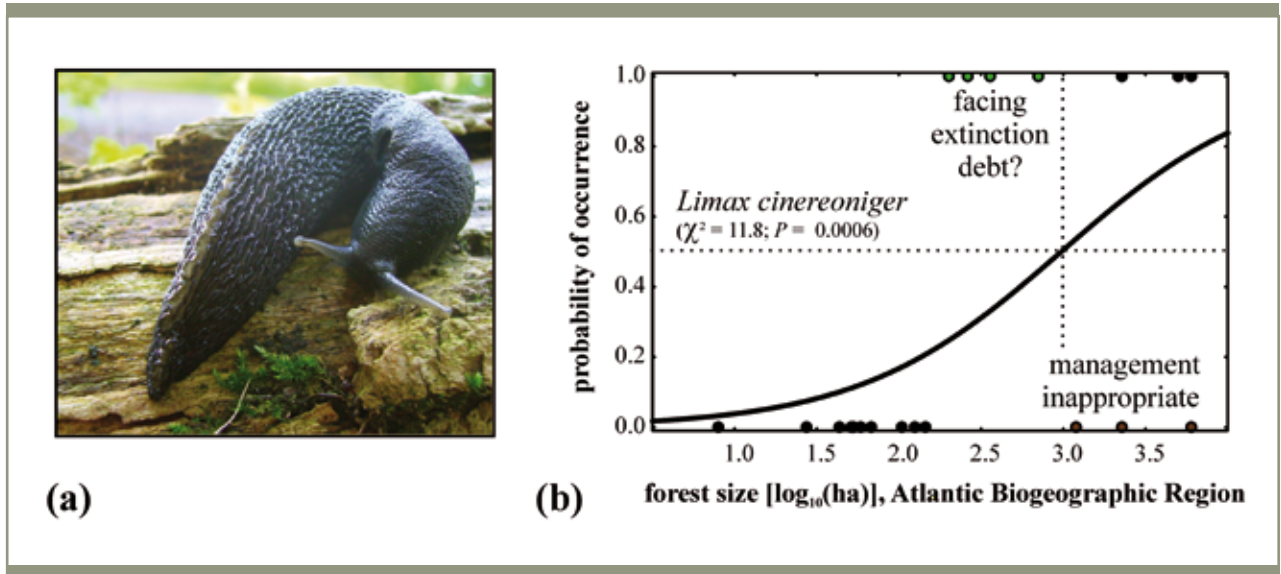 (a)
(b)
probability of occurrence
1.0
0.8
0.6
0.4
0.2
0.0
facing
extinction
debt?
Limax cinereoniger
(χ² = 11.8; P = 0.0006)
management
inappropriate
1.0 1.5 2.0 2.5 3.0 3.5
forest size [log₁₀(ha)], Atlantic Biogeographic Region